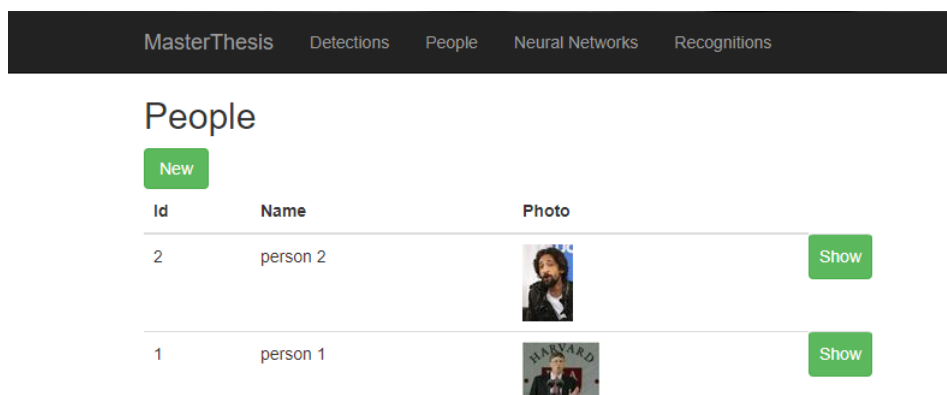 MasterThesis Detections People Neural Networks Recognitions
People
New
Id Name Photo
2 person 2 Show
1 person 1 Show
HARVARD